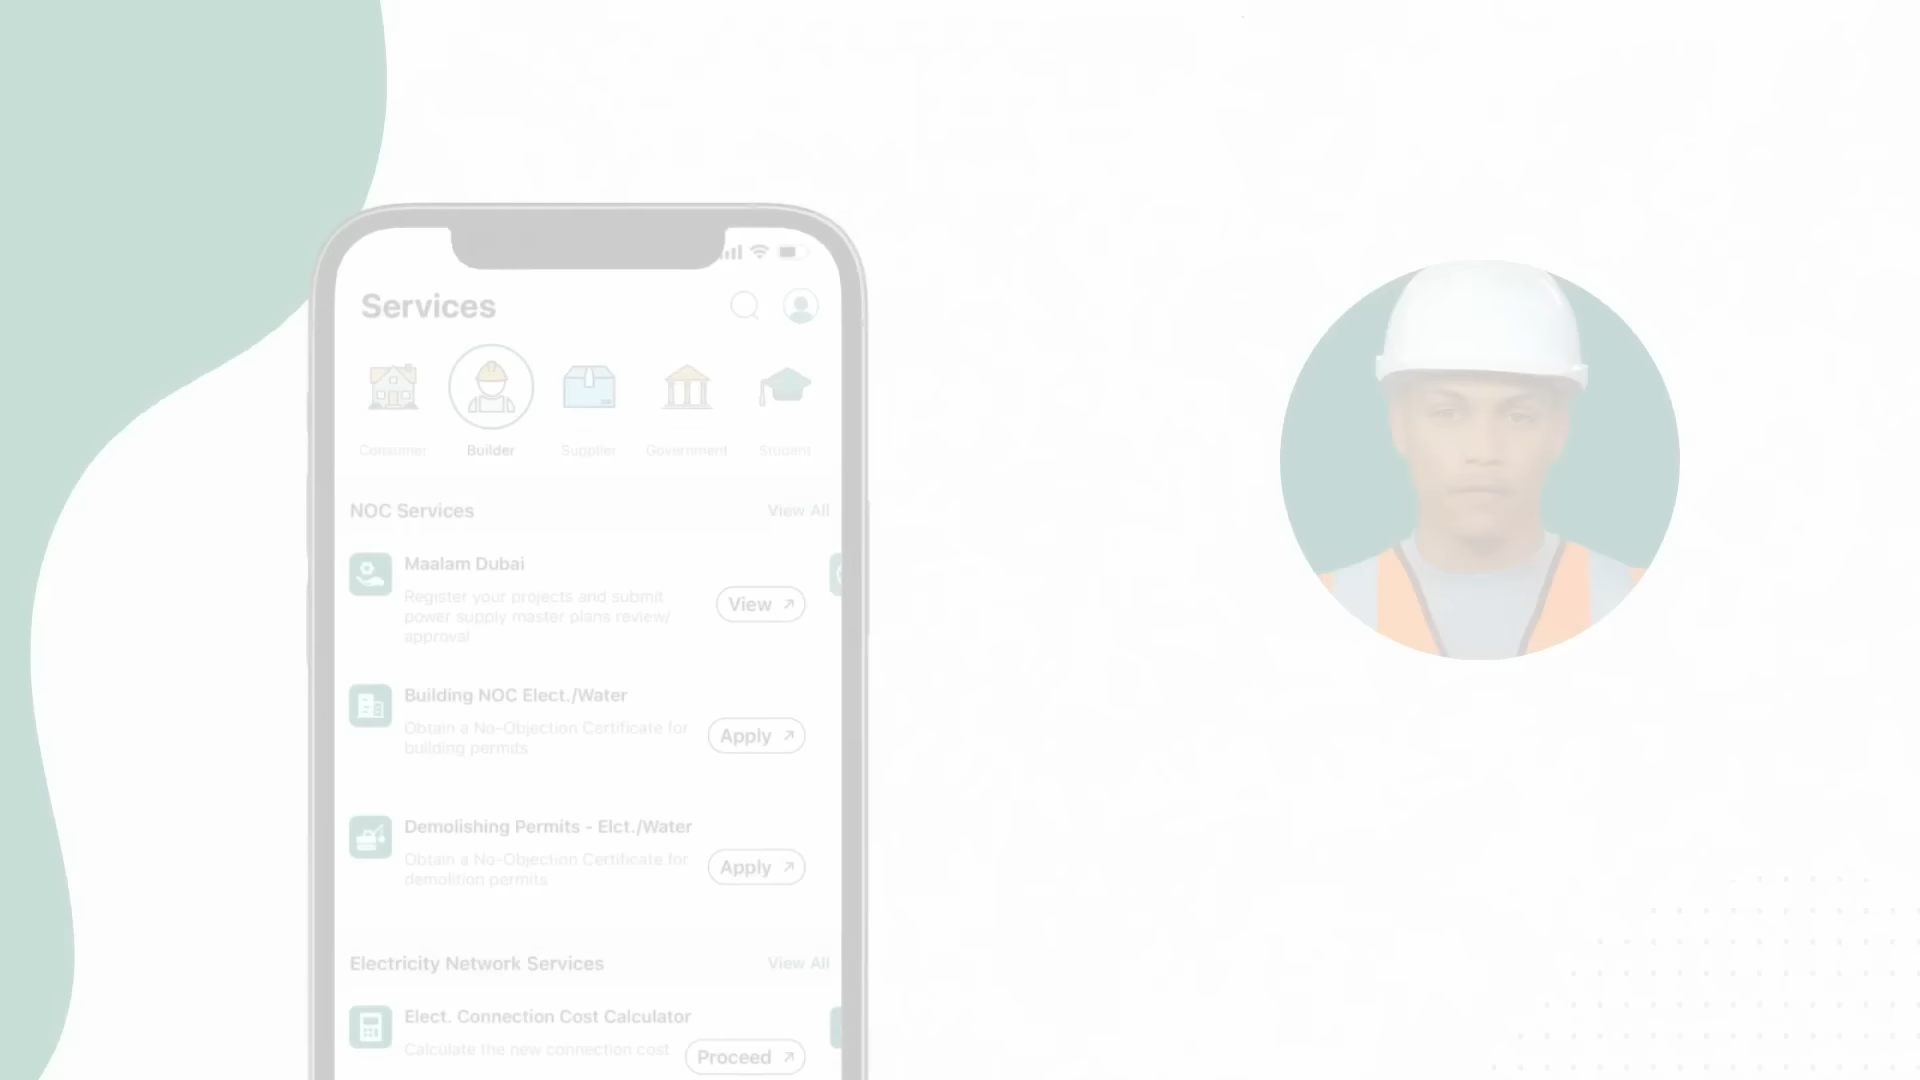 Services
Consumer
Builder
Supplier
Government
Student
NOC Services
View All
Maalam Dubai
Register your projects and submit
power supply master plans review/
approval
View
Building NOC Elect./Water
Obtain a No-Objection Certificate for
building permits
Apply
Demolishing Permits - Elct./Water
Obtain a No-Objection Certificate for
demolition permits
Apply
Electricity Network Services
View All
Elect. Connection Cost Calculator
Calculate the new connection cost
Proceed